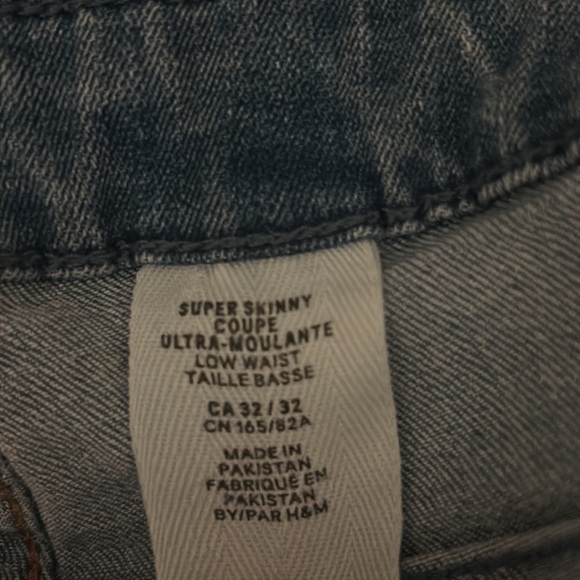 SUPER SKINNY
COUPE
ULTRA-MOULANTE
LOW WAIST
TAILLE BASSE
CA 32 / 32
CN 165/82A
MADE IN
PAKISTAN
FABRIQUÉ EN
PAKISTAN
BY/PAR H&M